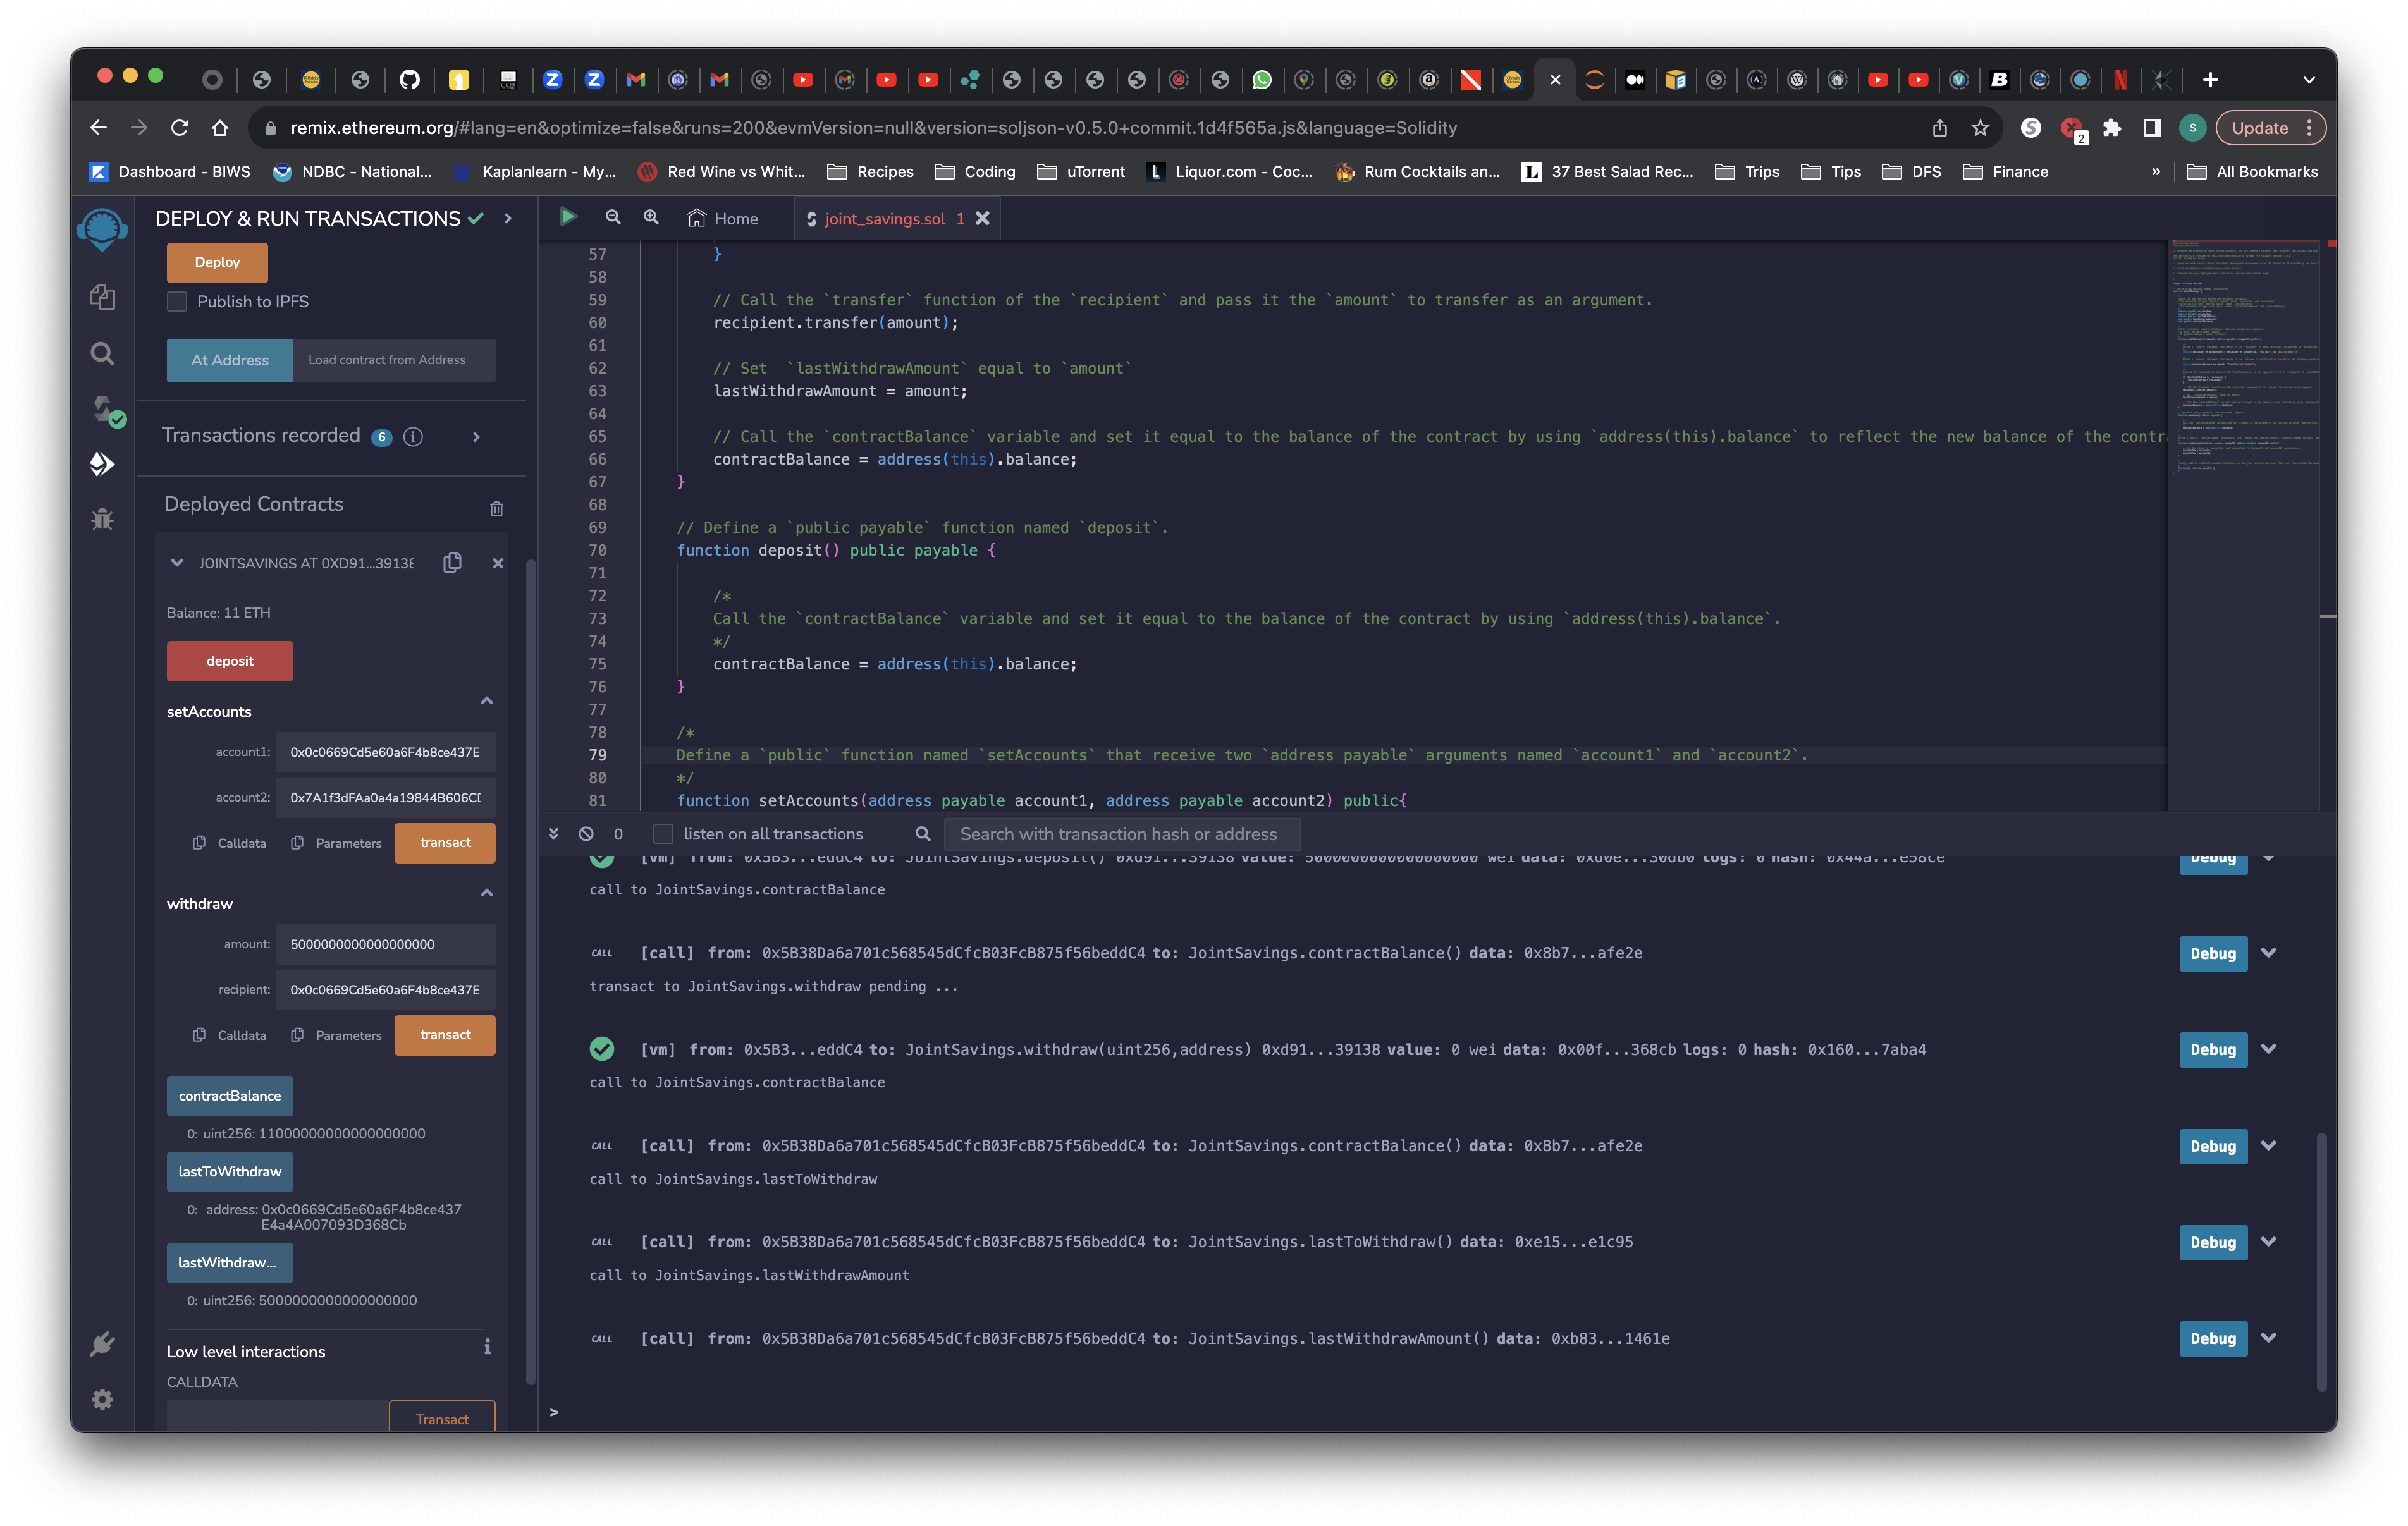 remix.ethereum.org/#lang=en&optimize=false&runs=200&evmVersion=null&version=soljson-v0.5.0+commit.1d4f565a.js&language=Solidity
2
S
Update
Dashboard - BIWS
NDBC - National...
Kaplanlearn - My...
Red Wine vs Whit...
Recipes
Coding
uTorrent
Liquor.com - Coc...
Rum Cocktails an...
37 Best Salad Rec...
Trips
Tips
DFS
Finance
»
All Bookmarks
DEPLOY & RUN TRANSACTIONS
Deploy
Publish to IPFS
At Address
Load contract from Address
Transactions recorded 6
Deployed Contracts
JOINTSAVINGS AT 0XD91...39138
Balance: 11 ETH
deposit
setAccounts
account1: 0x0c0669Cd5e60a6F4b8ce437E
account2: 0x7A1f3dFAa0a4a19844B606CD
Calldata
Parameters
transact
withdraw
amount: 5000000000000000000
recipient: 0x0c0669Cd5e60a6F4b8ce437E
Calldata
Parameters
transact
contractBalance
0: uint256: 11000000000000000000
lastToWithdraw
0: address: 0x0c0669Cd5e60a6F4b8ce437
E4a4A007093D368Cb
lastWithdraw...
0: uint256: 5000000000000000000
Low level interactions
CALLDATA
Transact
Home
joint_savings.sol 1
57 }
58
59 // Call the `transfer` function of the `recipient` and pass it the `amount` to transfer as an argument.
60 recipient.transfer(amount);
61
62 // Set  `lastWithdrawAmount` equal to `amount`
63 lastWithdrawAmount = amount;
64
65 // Call the `contractBalance` variable and set it equal to the balance of the contract by using `address(this).balance` to reflect the new balance of the contr
66 contractBalance = address(this).balance;
67 }
68
69 // Define a `public payable` function named `deposit`.
70 function deposit() public payable {
71
72 /*
73 Call the `contractBalance` variable and set it equal to the balance of the contract by using `address(this).balance`.
74 */
75 contractBalance = address(this).balance;
76 }
77
78 /*
79 Define a `public` function named `setAccounts` that receive two `address payable` arguments named `account1` and `account2`.
80 */
81 function setAccounts(address payable account1, address payable account2) public{
0
listen on all transactions
Search with transaction hash or address
[vm] from: 0x5B3...eddC4 to: JointSavings.deposit() 0xd91...39138 value: 5000000000000000000 wei data: 0xd0e...30db0 logs: 0 hash: 0x44a...e58ce
Debug
call to JointSavings.contractBalance
CALL [call] from: 0x5B38Da6a701c568545dCfcB03FcB875f56beddC4 to: JointSavings.contractBalance() data: 0x8b7...afe2e
Debug
transact to JointSavings.withdraw pending ...
[vm] from: 0x5B3...eddC4 to: JointSavings.withdraw(uint256,address) 0xd91...39138 value: 0 wei data: 0x00f...368cb logs: 0 hash: 0x160...7aba4
Debug
call to JointSavings.contractBalance
CALL [call] from: 0x5B38Da6a701c568545dCfcB03FcB875f56beddC4 to: JointSavings.contractBalance() data: 0x8b7...afe2e
Debug
call to JointSavings.lastToWithdraw
CALL [call] from: 0x5B38Da6a701c568545dCfcB03FcB875f56beddC4 to: JointSavings.lastToWithdraw() data: 0xe15...e1c95
Debug
call to JointSavings.lastWithdrawAmount
CALL [call] from: 0x5B38Da6a701c568545dCfcB03FcB875f56beddC4 to: JointSavings.lastWithdrawAmount() data: 0xb83...1461e
Debug
>